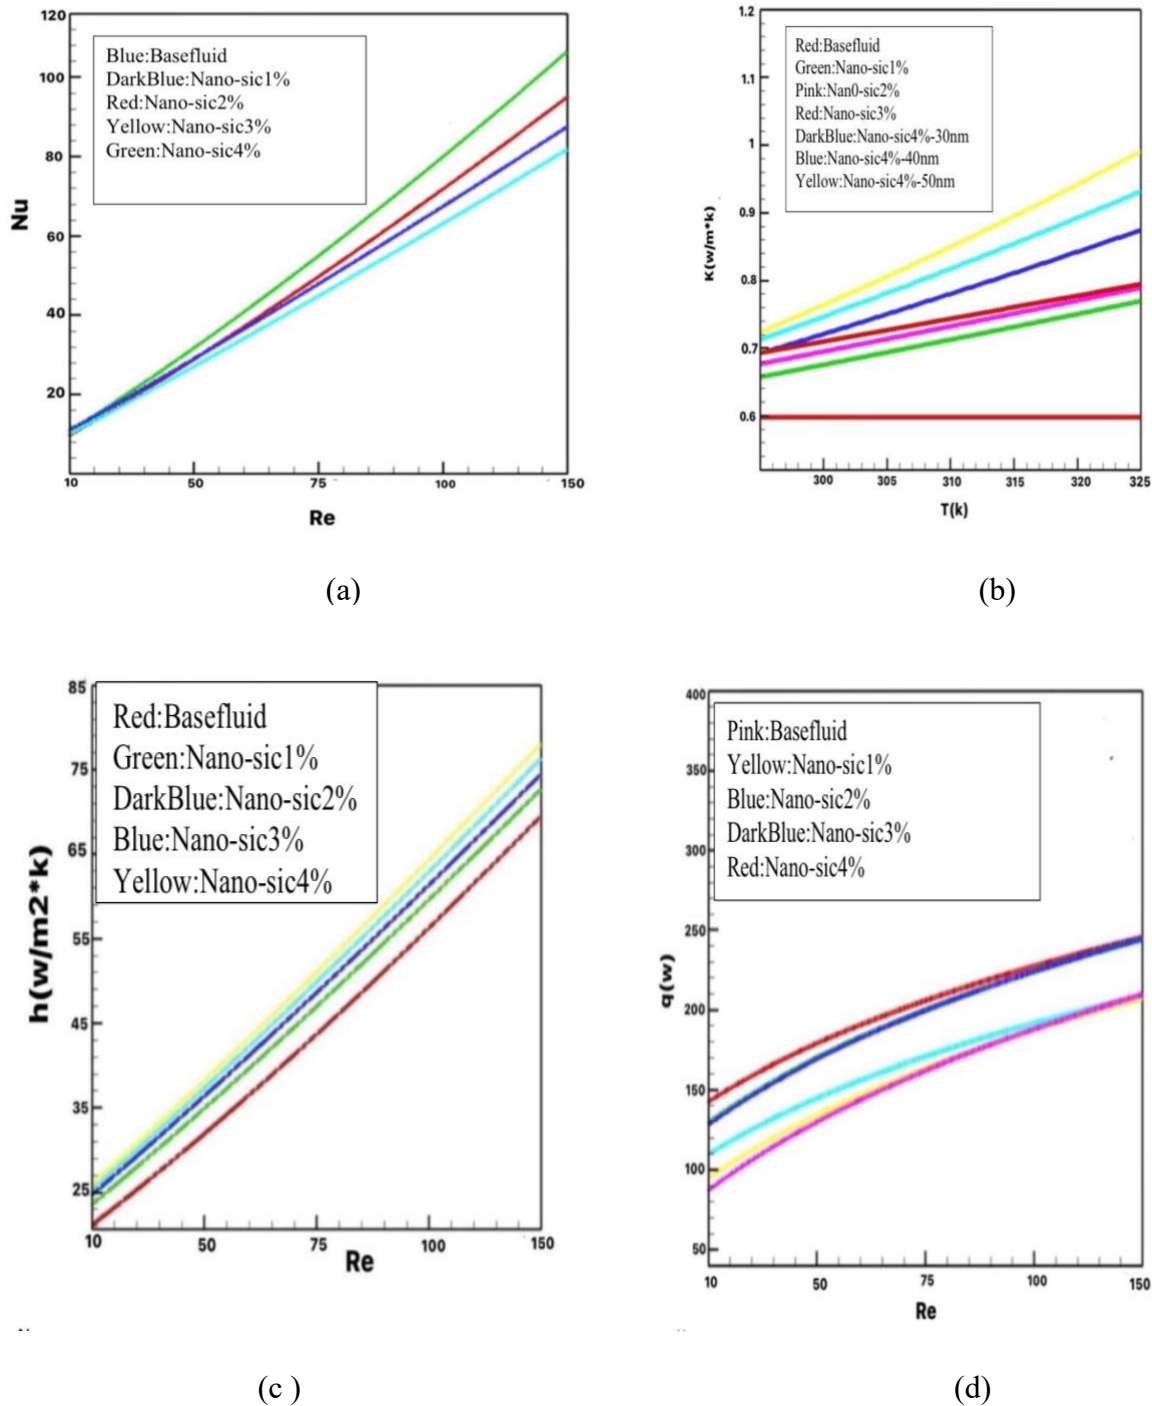 120
100
80
60
40
20
Nu
Blue:Basefluid
DarkBlue:Nano-sic1%
Red:Nano-sic2%
Yellow:Nano-sic3%
Green:Nano-sic4%
10 50 75 100 150
Re
(a)
1.2
1.1
1
0.9
0.8
0.7
0.6
K(w/m*k)
Red:Basefluid
Green:Nano-sic1%
Pink:Nan0-sic2%
Red:Nano-sic3%
DarkBlue:Nano-sic4%-30nm
Blue:Nano-sic4%-40nm
Yellow:Nano-sic4%-50nm
300 305 310 315 320 325
T(k)
(b)
85
75
65
55
45
35
25
h(w/m2*k)
Red:Basefluid
Green:Nano-sic1%
DarkBlue:Nano-sic2%
Blue:Nano-sic3%
Yellow:Nano-sic4%
10 50 75 100 150
Re
(c )
400
350
300
250
200
150
100
50
q(w)
Pink:Basefluid
Yellow:Nano-sic1%
Blue:Nano-sic2%
DarkBlue:Nano-sic3%
Red:Nano-sic4%
10 50 75 100 150
Re
(d)